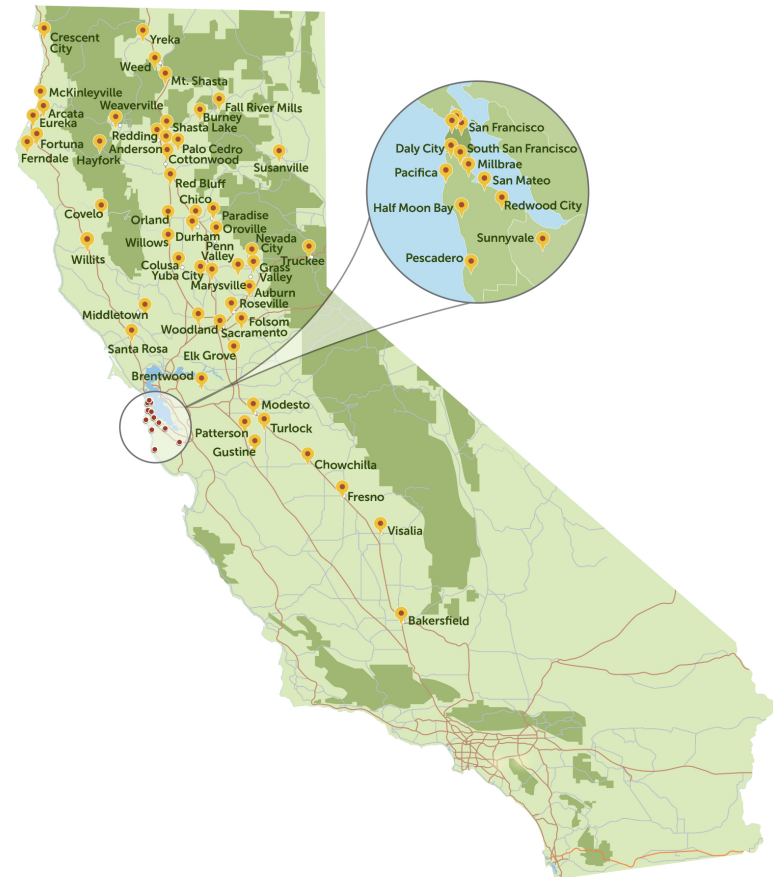 Crescent
City
Yreka
Weed
Mt. Shasta
McKinleyville
Weaverville
Fall River Mills
Arcata
Burney
Eureka
Shasta Lake
Redding
Fortuna
Anderson
Palo Cedro
Ferndale
Hayfork
Cottonwood
Susanville
Red Bluff
Chico
Covelo
Orland
Paradise
Oroville
Willows
Durham
Nevada
City
Penn
Valley
Willits
Truckee
Colusa
Grass
Valley
Yuba City
Marysville
Auburn
Roseville
Middletown
Folsom
Woodland
Sacramento
Santa Rosa
Elk Grove
Brentwood
Modesto
Turlock
Patterson
Gustine
Chowchilla
Fresno
Visalia
Bakersfield
San Francisco
Daly City
South San Francisco
Millbrae
Pacifica
San Mateo
Half Moon Bay
Redwood City
Sunnyvale
Pescadero